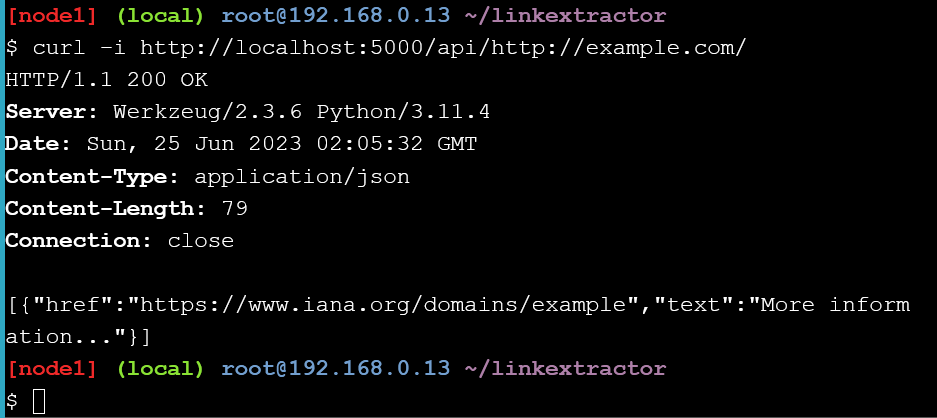 [node1] (local) root@192.168.0.13 ~/linkextractor
$ curl -i http://localhost:5000/api/http://example.com/
HTTP/1.1 200 OK
Server: Werkzeug/2.3.6 Python/3.11.4
Date: Sun, 25 Jun 2023 02:05:32 GMT
Content-Type: application/json
Content-Length: 79
Connection: close

[{"href":"https://www.iana.org/domains/example","text":"More inform
ation..."}]
[node1] (local) root@192.168.0.13 ~/linkextractor
$